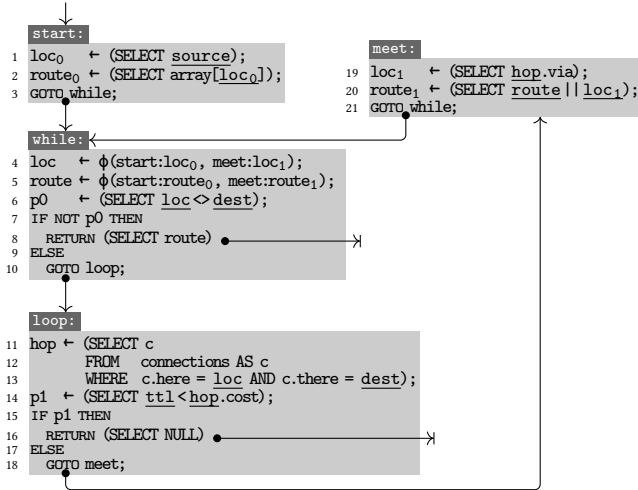 start:
1 loc₀ ← (SELECT source);
2 route₀ ← (SELECT array[loc₀]);
3 GOTO while;
meet:
19 loc₁ ← (SELECT hop.via);
20 route₁ ← (SELECT route || loc₁);
21 GOTO while;
while:
4 loc ← ϕ(start:loc₀, meet:loc₁);
5 route ← ϕ(start:route₀, meet:route₁);
6 p0 ← (SELECT loc<>dest);
7 IF NOT p0 THEN
8 RETURN (SELECT route)
9 ELSE
10 GOTO loop;
loop:
11 hop ← (SELECT c
12 FROM connections AS c
13 WHERE c.here = loc AND c.there = dest);
14 p1 ← (SELECT ttl<hop.cost);
15 IF p1 THEN
16 RETURN (SELECT NULL)
17 ELSE
18 GOTO meet;